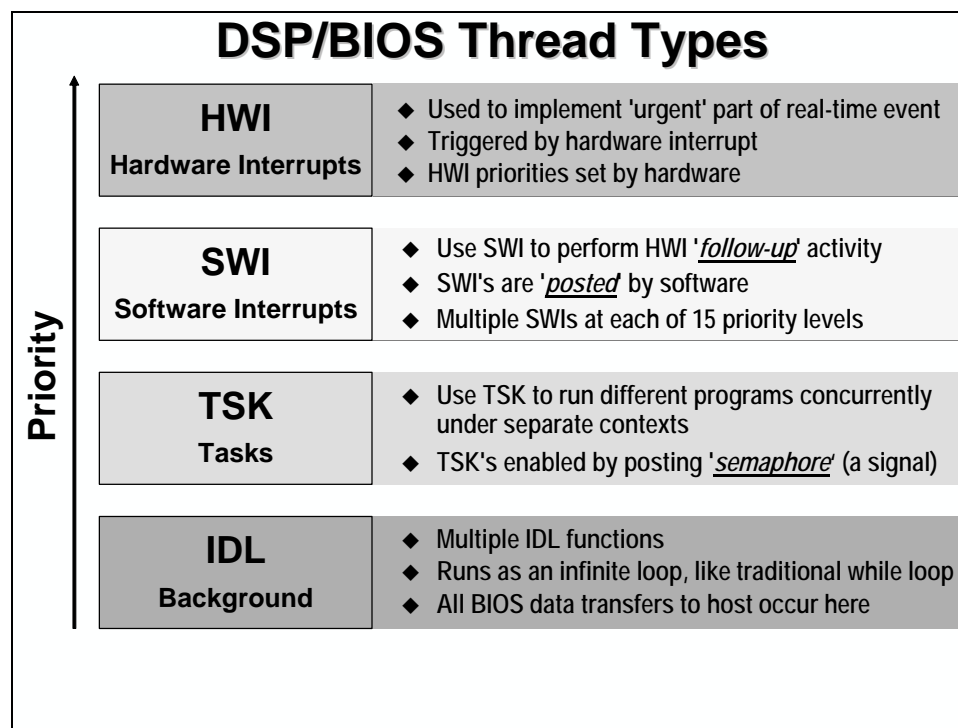 DSP/BIOS Thread Types
Priority
HWI
Hardware Interrupts
◆ Used to implement 'urgent' part of real-time event
◆ Triggered by hardware interrupt
◆ HWI priorities set by hardware
SWI
Software Interrupts
◆ Use SWI to perform HWI 'follow-up' activity
◆ SWI's are 'posted' by software
◆ Multiple SWIs at each of 15 priority levels
TSK
Tasks
◆ Use TSK to run different programs concurrently
under separate contexts
◆ TSK's enabled by posting 'semaphore' (a signal)
IDL
Background
◆ Multiple IDL functions
◆ Runs as an infinite loop, like traditional while loop
◆ All BIOS data transfers to host occur here